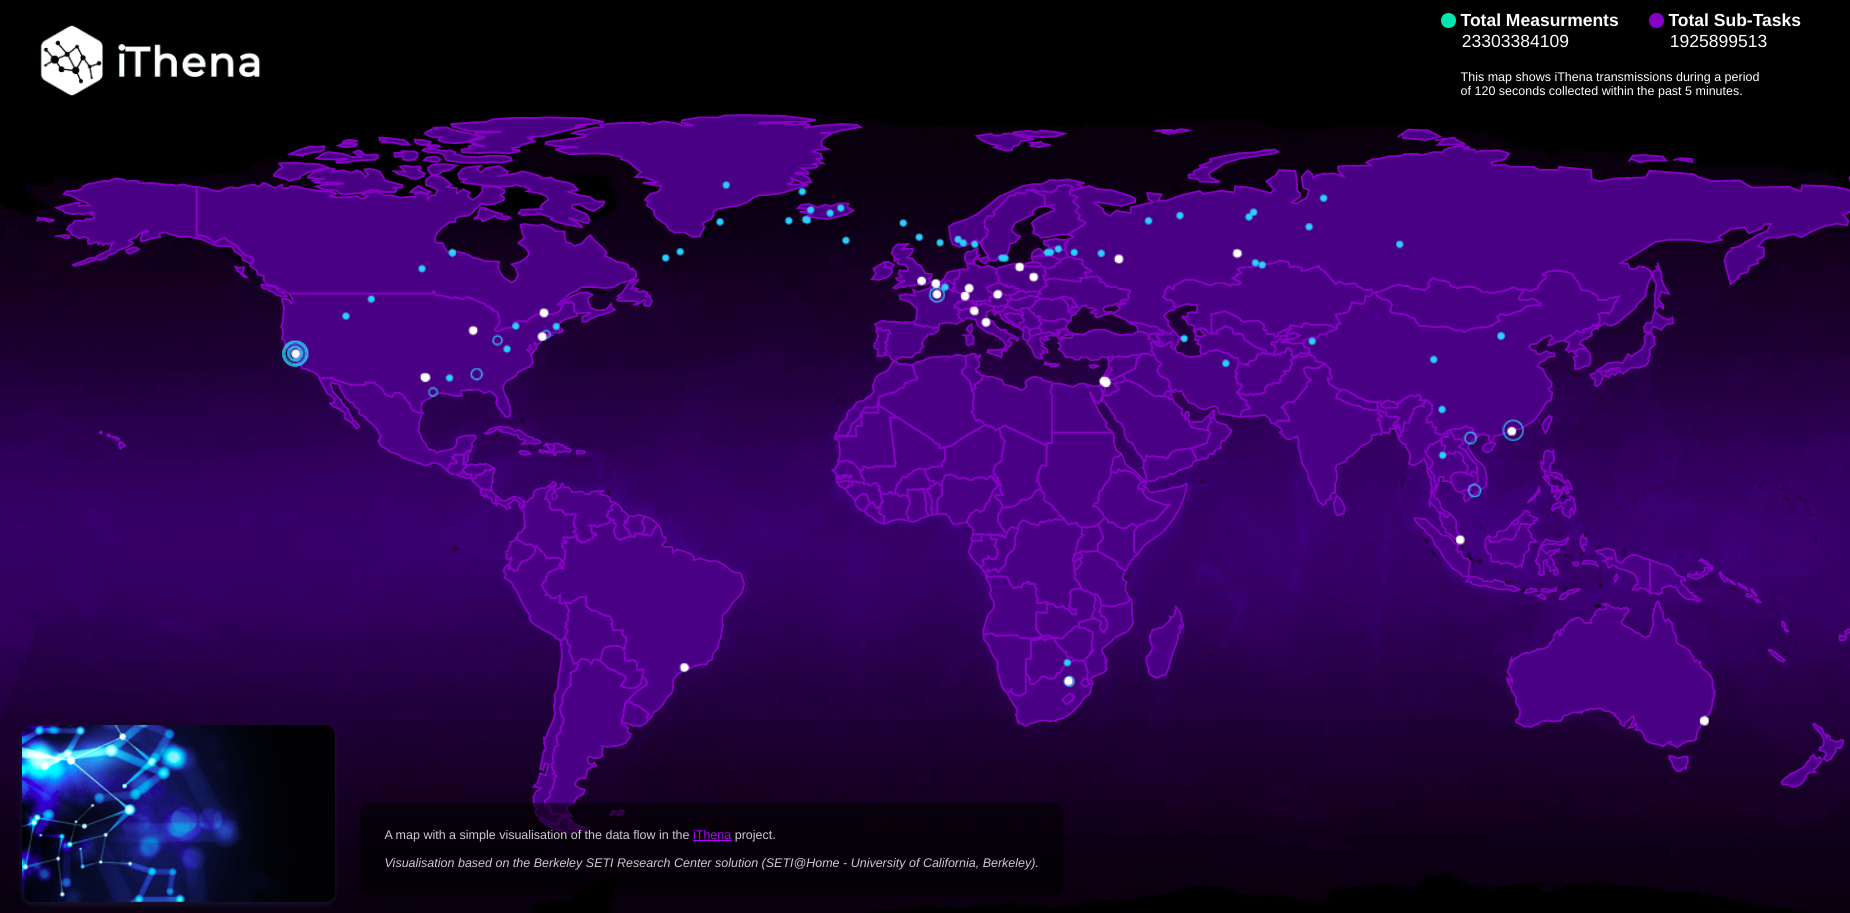 iThena
Total Measurments
23303384109
Total Sub-Tasks
1925899513
This map shows iThena transmissions during a period
of 120 seconds collected within the past 5 minutes.
A map with a simple visualisation of the data flow in the iThena project.
Visualisation based on the Berkeley SETI Research Center solution (SETI@Home - University of California, Berkeley).